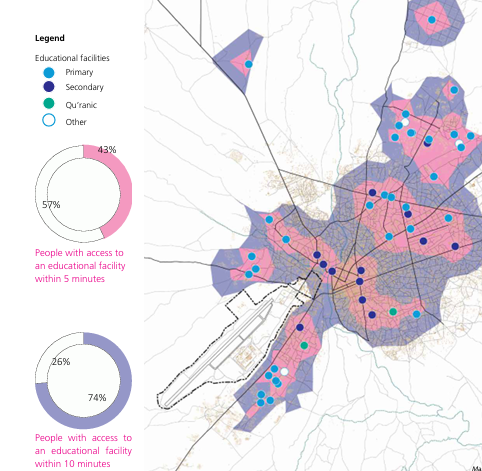 Legend
Educational facilities
Primary
Secondary
Qu'ranic
Other
43%
57%
People with access to
an educational facility
within 5 minutes
26%
74%
People with access to
an educational facility
within 10 minutes
Ma